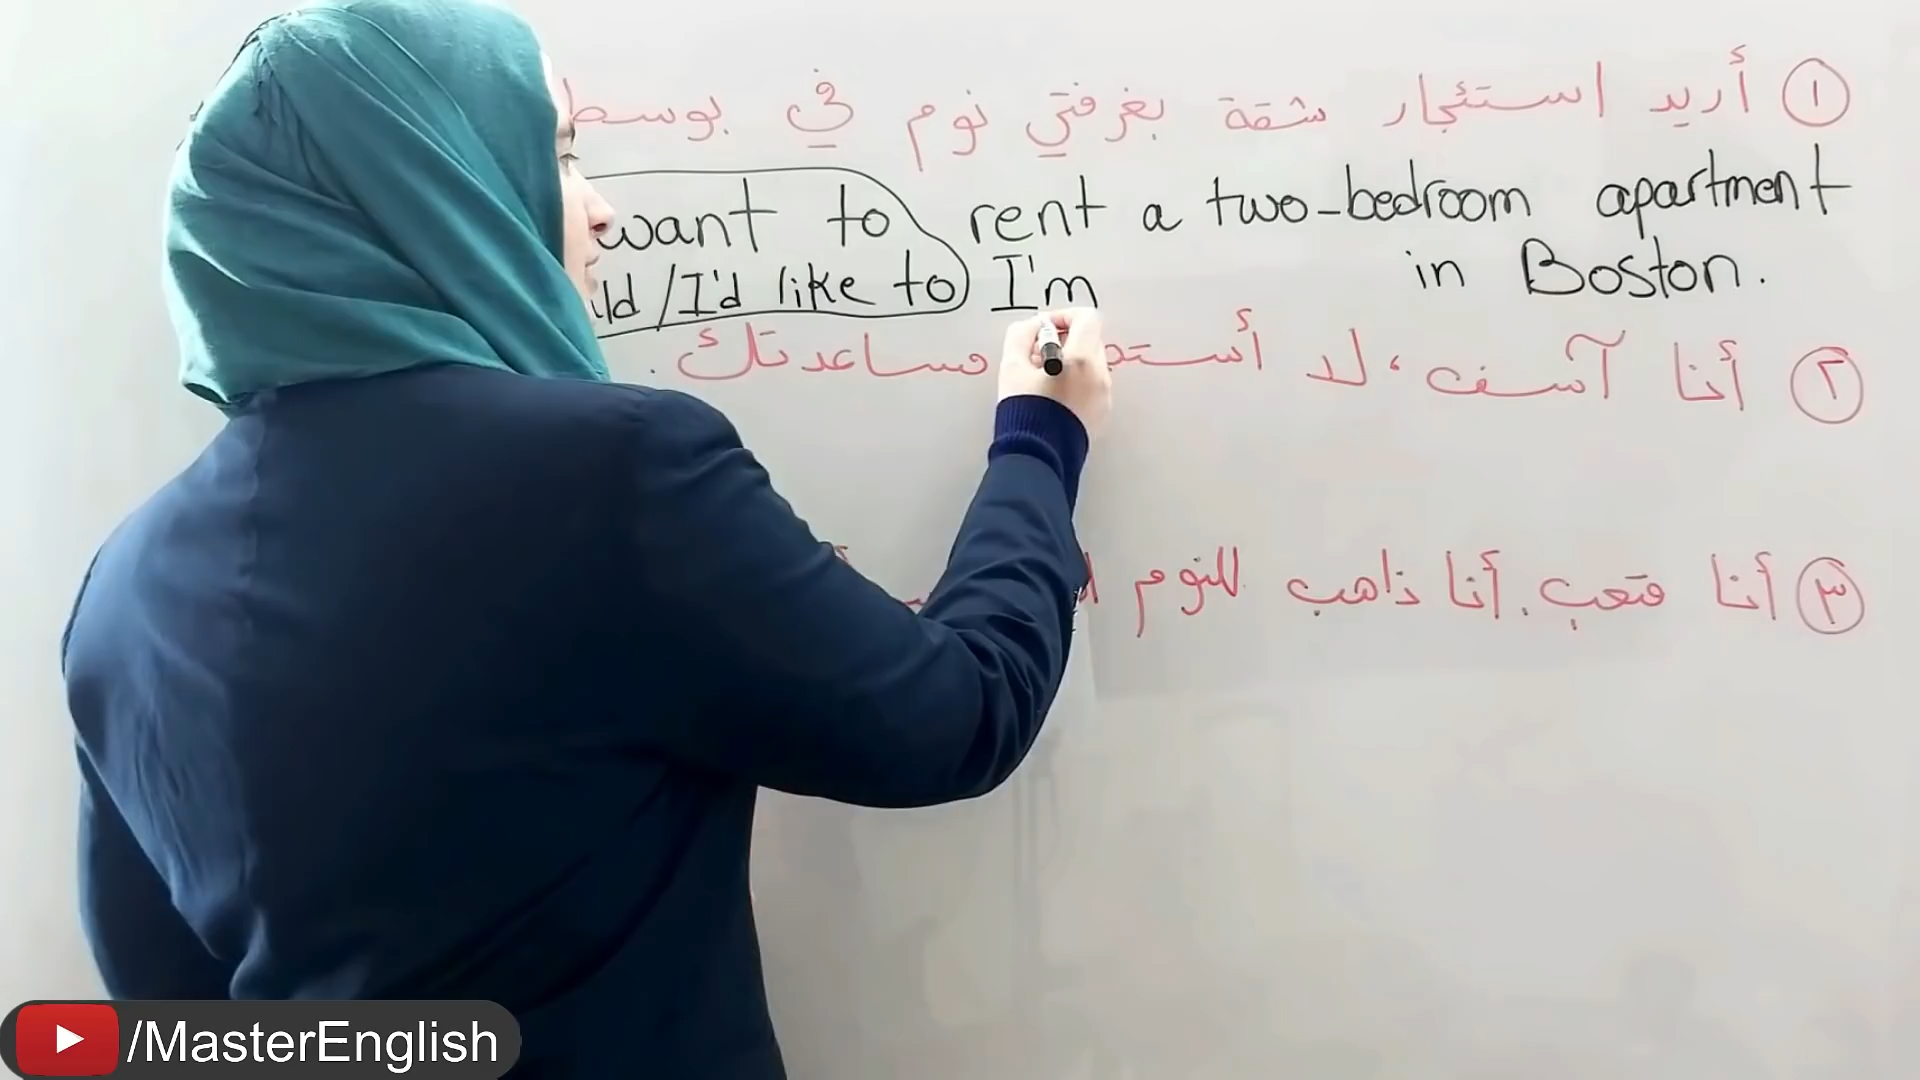 ١ أريد استئجار شقة بغرفتي نوم في
want to rent a two-bedroom apartment
/I'd like to I'm in Boston.
٢ أنا آسف، لا مساعدتك.
٣ أنا متعب. أنا ذاهب للنوم
/MasterEnglish